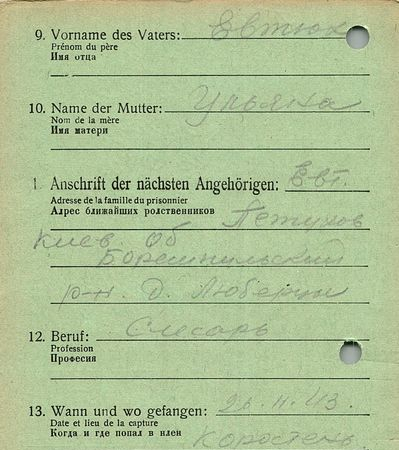 9. Vorname des Vaters: Евтюх
Prénom du père
Имя отца
10. Name der Mutter: Ульяна
Nom de la mère
Имя матери
1. Anschrift der nächsten Angehörigen: Евт.
Adresse de la famille du prisonnier
Адрес ближайших родственников Петухов
Киев. Об
Бориспильский
р-н. Д. Люберцы
12. Beruf: Слесарь
Profession
Професия
13. Wann und wo gefangen: 26.11.43
Date et lieu de la capture
Когда и где попал в плен Коростень